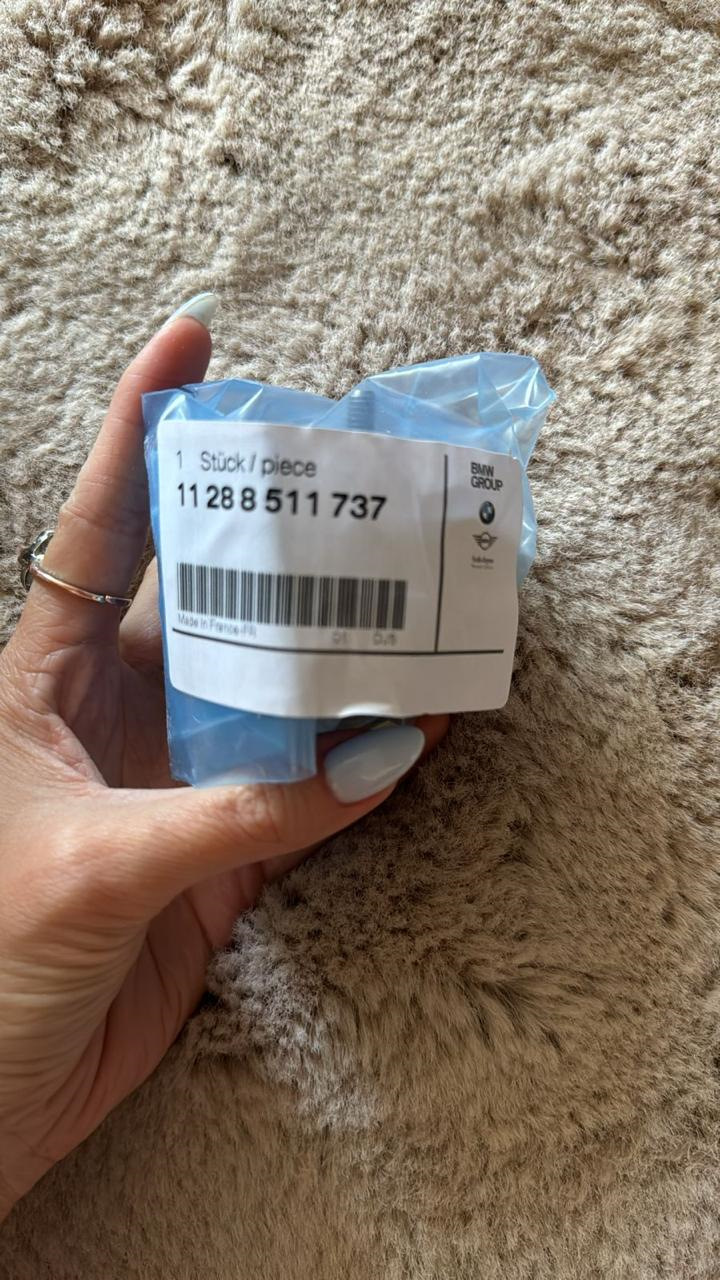 1 Stück / piece
11 28 8 511 737
BMW
GROUP
Made in France-FR